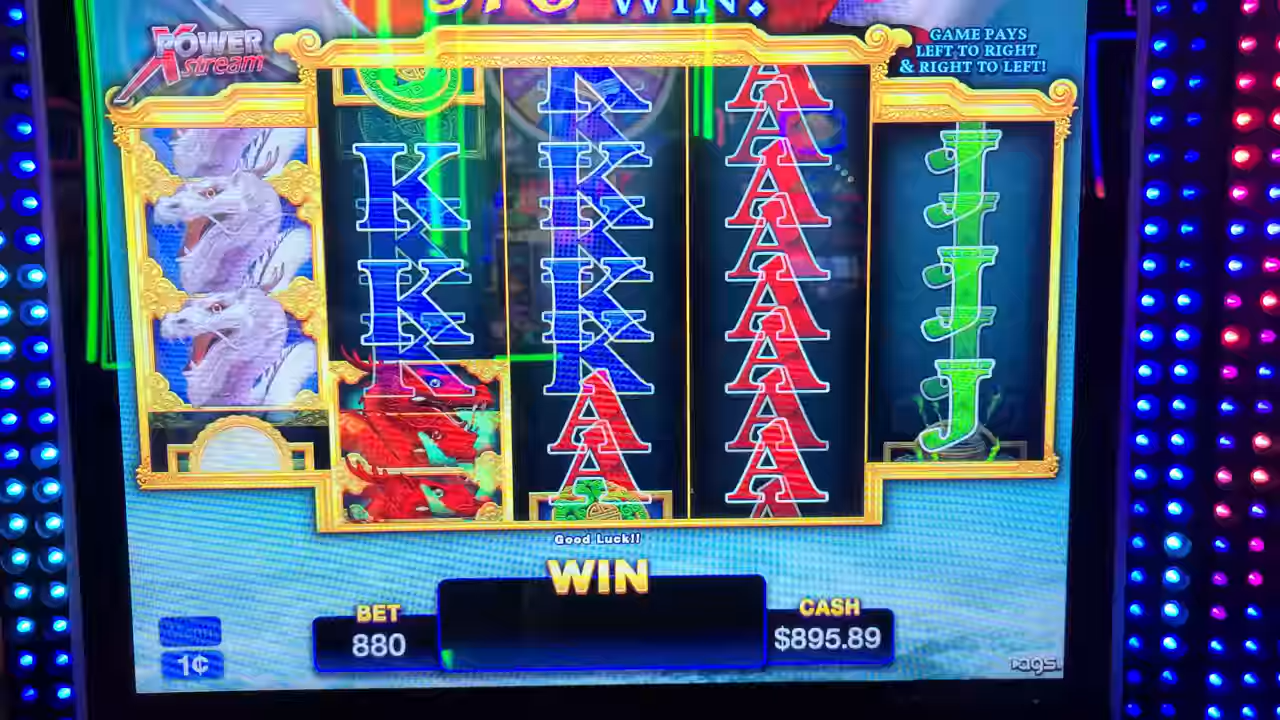 WIN!
POWER
Xstream
GAME PAYS
LEFT TO RIGHT
& RIGHT TO LEFT!
K K A J
K K A J
K K A J
K K A J
K A J
A A
A A
Good Luck!!
WIN
BET
880
CASH
$895.89
1¢
ags